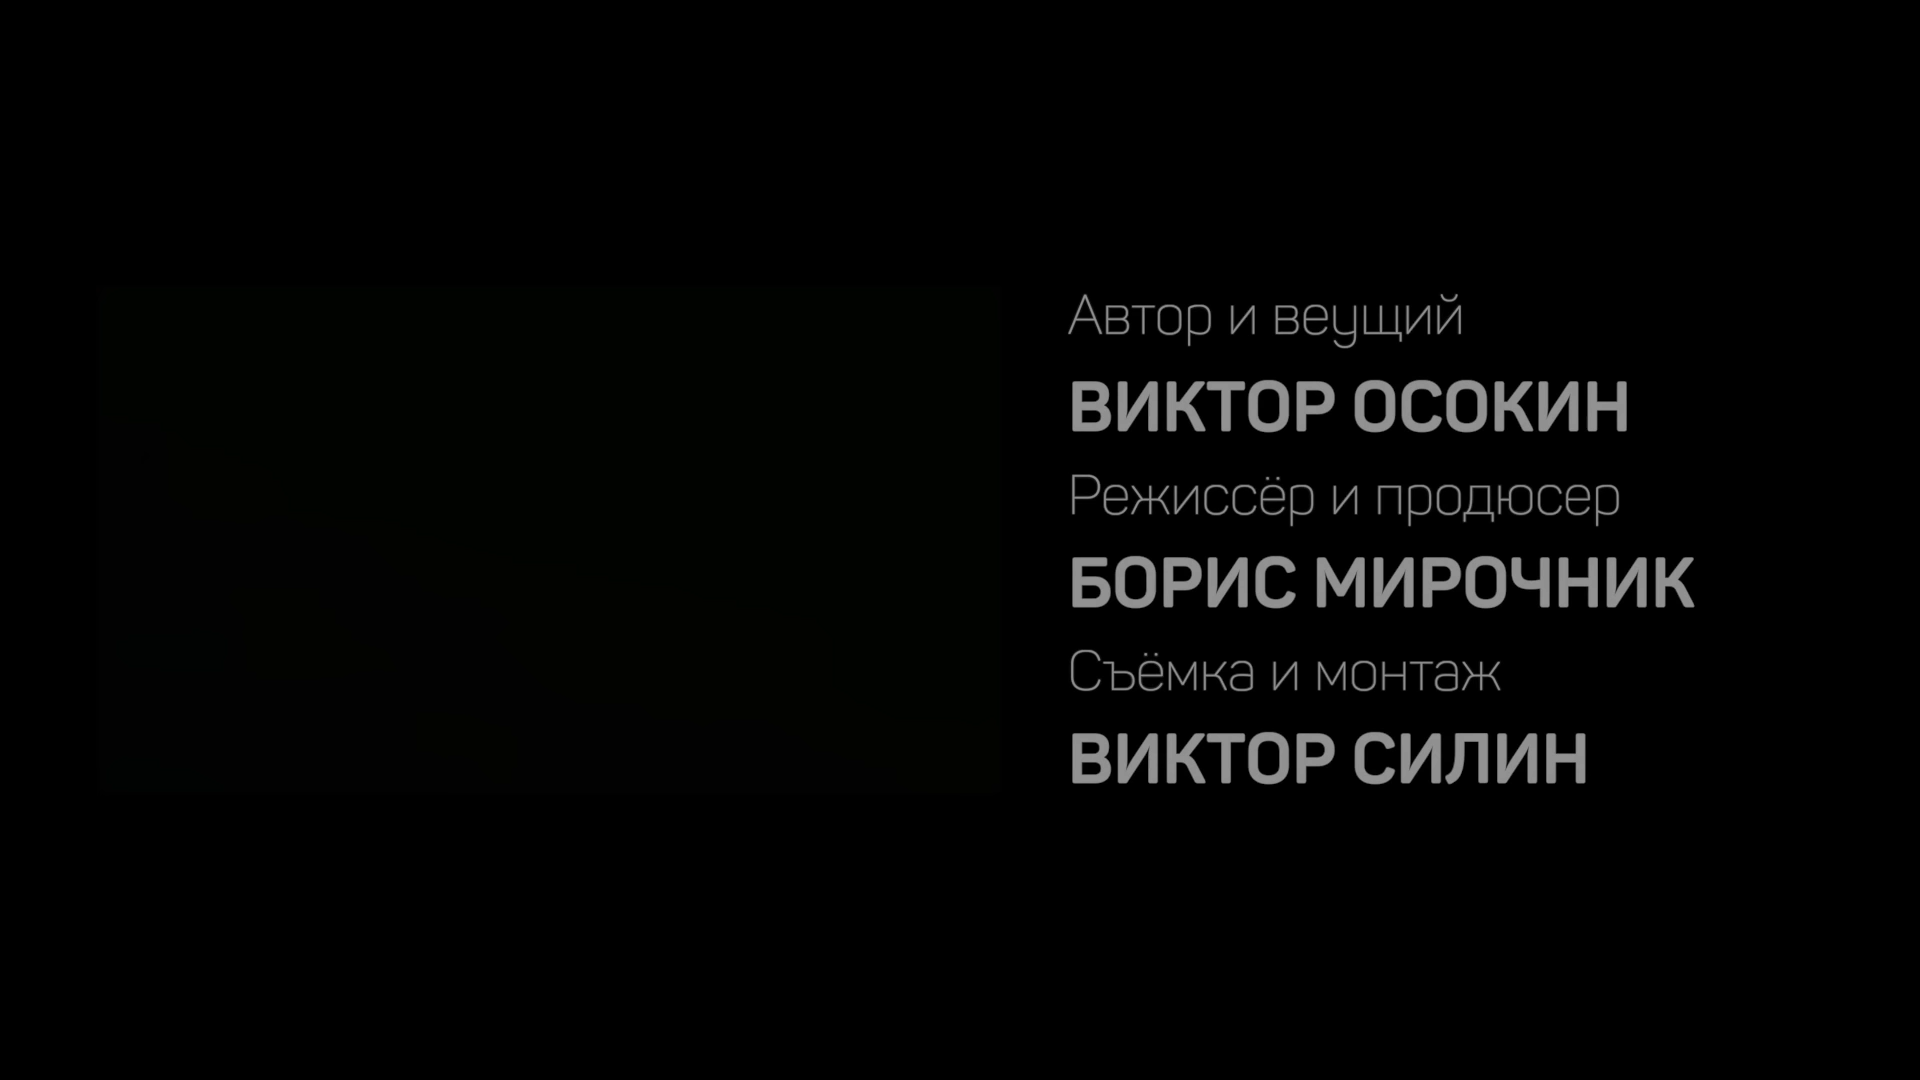 Автор и веущий
ВИКТОР ОСОКИН
Режиссёр и продюсер
БОРИС МИРОЧНИК
Съёмка и монтаж
ВИКТОР СИЛИН